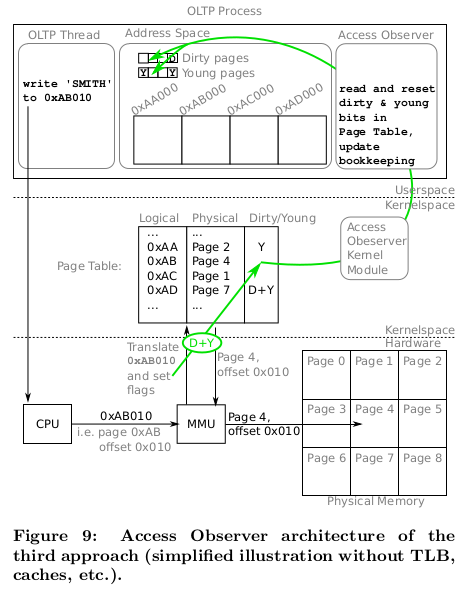 OLTP Process
OLTP Thread
Address Space
Access Observer
D Dirty pages
Y Y Young pages
write 'SMITH'
to 0xAB010
0xAA000 0xAB000 0xAC000 0xAD000
read and reset
dirty & young
bits in
Page Table,
update
bookkeeping
Userspace
Kernelspace
Logical Physical Dirty/Young
... ...
0xAA Page 2 Y
0xAB Page 4
0xAC Page 1
0xAD Page 7 D+Y
... ...
Page Table:
Access
Obeserver
Kernel
Module
Kernelspace
Hardware
Translate
0xAB010
and set
flags
D+Y
Page 4,
offset 0x010
CPU
0xAB010
i.e. page 0xAB
offset 0x010
MMU
Page 4,
offset 0x010
Page 0 Page 1 Page 2
Page 3 Page 4 Page 5
Page 6 Page 7 Page 8
Physical Memory
Figure 9: Access Observer architecture of the
third approach (simplified illustration without TLB,
caches, etc.).